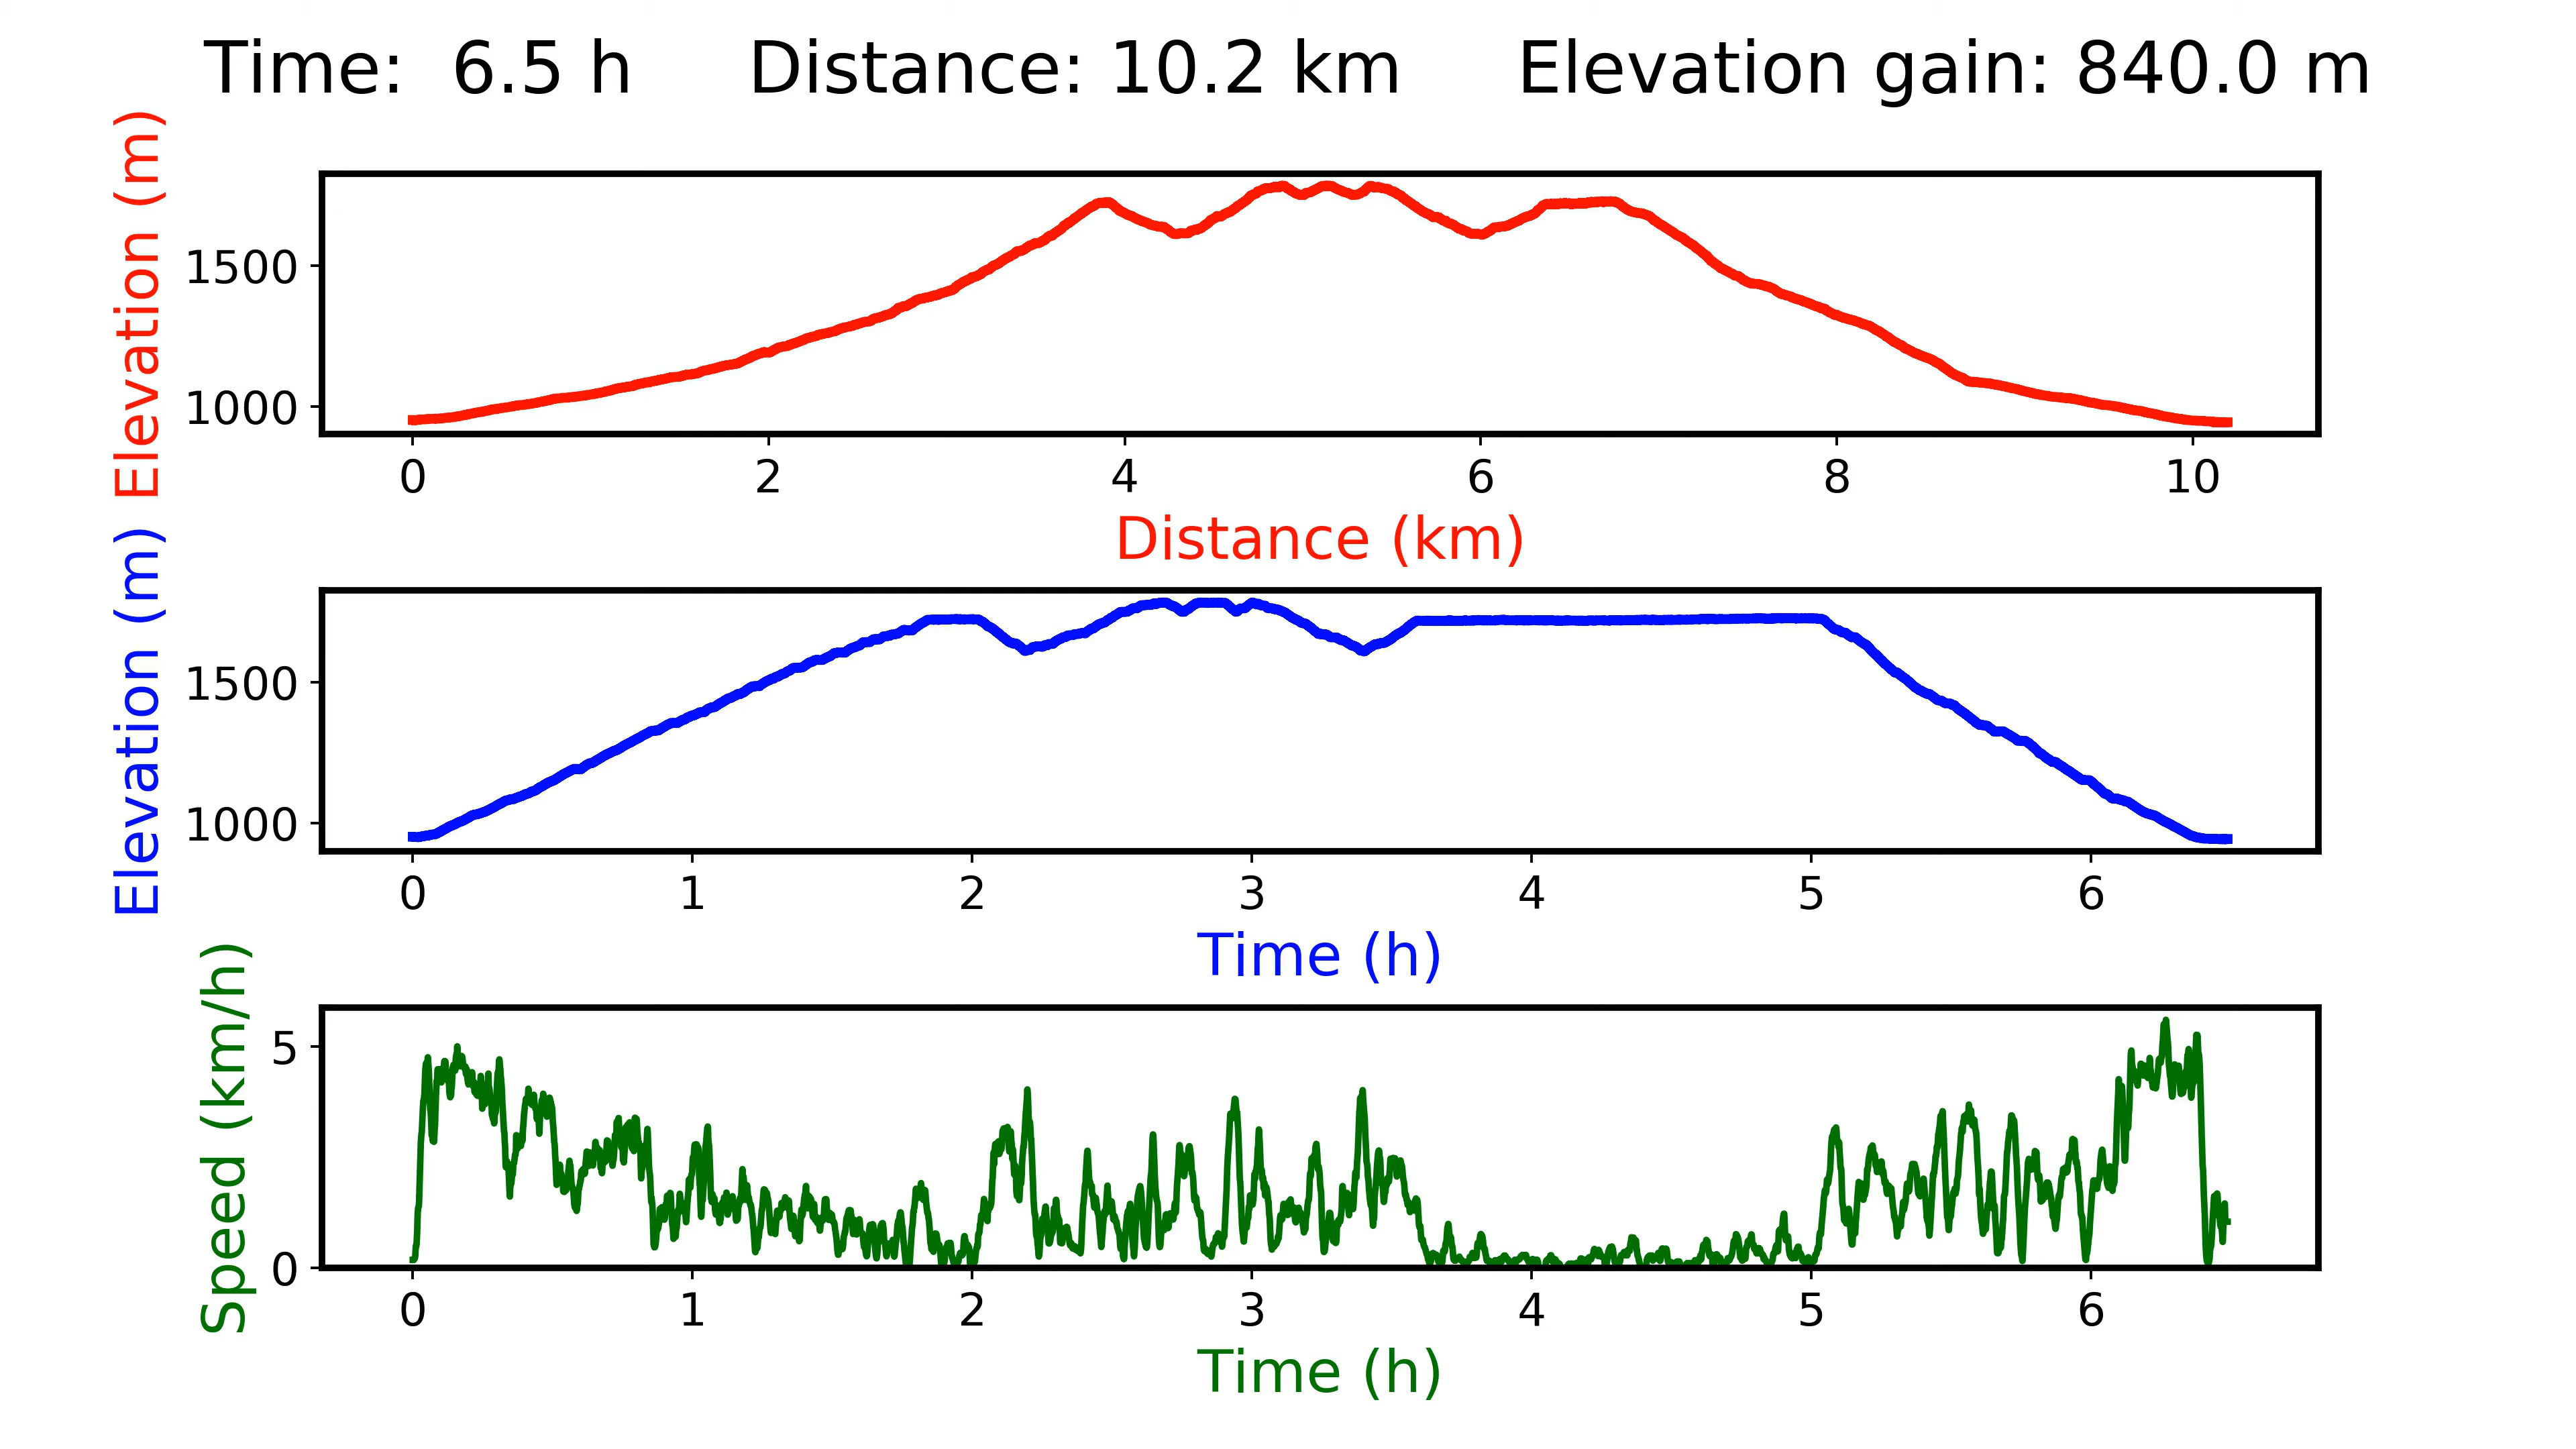 Time:  6.5 h      Distance: 10.2 km      Elevation gain: 840.0 m
Elevation (m)
1500
1000
0 2 4 6 8 10
Distance (km)
Elevation (m)
1500
1000
0 1 2 3 4 5 6
Time (h)
Speed (km/h)
5
0
0 1 2 3 4 5 6
Time (h)